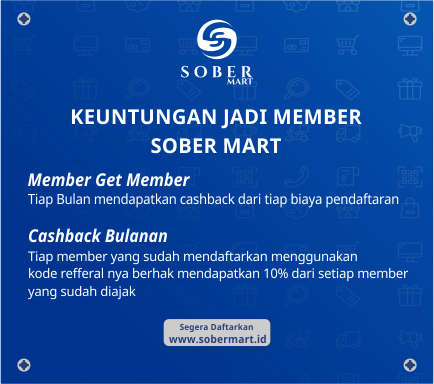 SOBER
MART
KEUNTUNGAN JADI MEMBER
SOBER MART
Member Get Member
Tiap Bulan mendapatkan cashback dari tiap biaya pendaftaran
Cashback Bulanan
Tiap member yang sudah mendaftarkan menggunakan
kode refferal nya berhak mendapatkan 10% dari setiap member
yang sudah diajak
Segera Daftarkan
www.sobermart.id